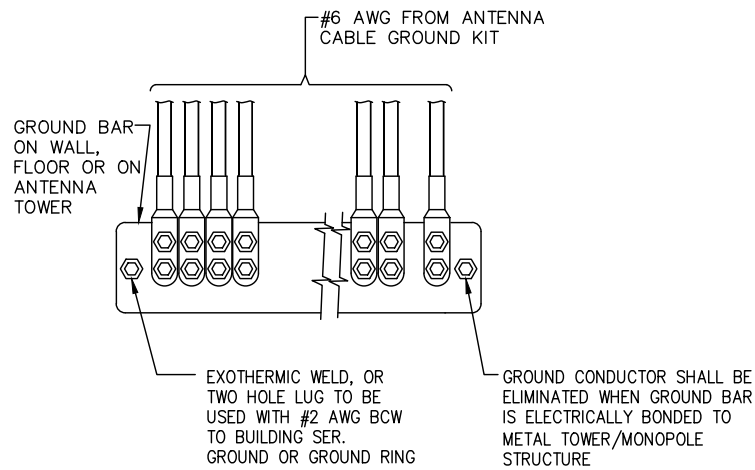 #6 AWG FROM ANTENNA
CABLE GROUND KIT
GROUND BAR
ON WALL,
FLOOR OR ON
ANTENNA
TOWER
EXOTHERMIC WELD, OR
TWO HOLE LUG TO BE
USED WITH #2 AWG BCW
TO BUILDING SER.
GROUND OR GROUND RING
GROUND CONDUCTOR SHALL BE
ELIMINATED WHEN GROUND BAR
IS ELECTRICALLY BONDED TO
METAL TOWER/MONOPOLE
STRUCTURE